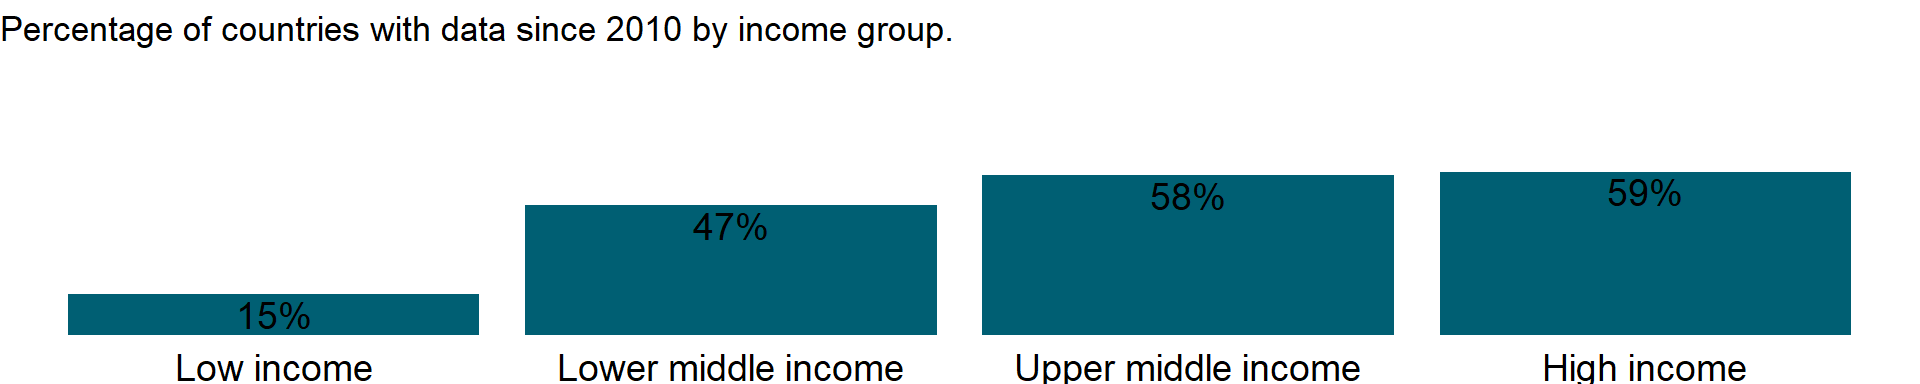 Percentage of countries with data since 2010 by income group.
15%
47%
58%
59%
Low income
Lower middle income
Upper middle income
High income